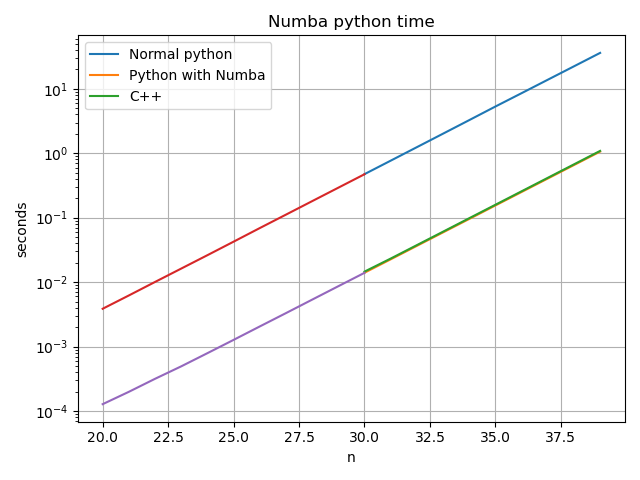 Numba python time
Normal python
Python with Numba
C++
10¹
10⁰
10⁻¹
10⁻²
10⁻³
10⁻⁴
seconds
20.0 22.5 25.0 27.5 30.0 32.5 35.0 37.5
n